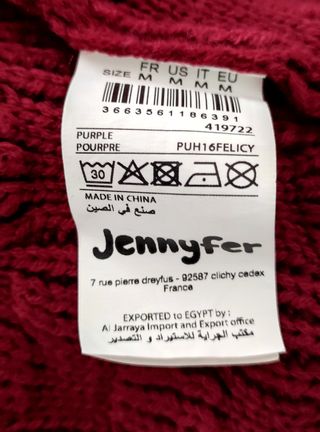 FR US IT EU
SIZE M M M M
3663561186391
419722
PURPLE
POURPRE PUH16FELICY
30
MADE IN CHINA
صنع في الصين
Jennyfer
7 rue pierre dreyfus - 92587 clichy cedex
France
EXPORTED to EGYPT by :
Al Jarraya Import and Export office
مكتب الجراية للاستيراد و التصدير